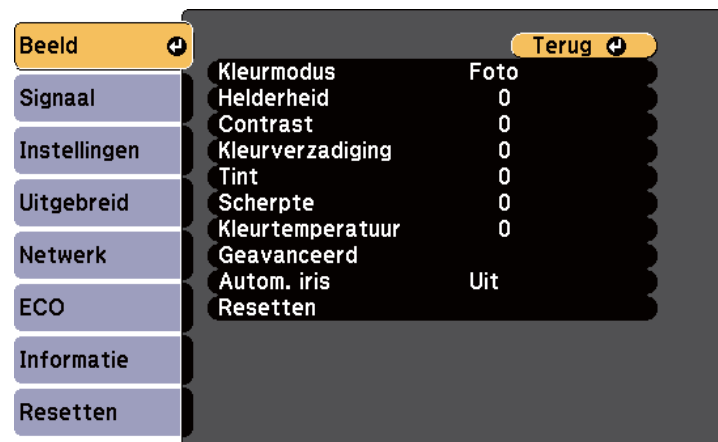 Beeld
Signaal
Instellingen
Uitgebreid
Netwerk
ECO
Informatie
Resetten
Terug
Kleurmodus Foto
Helderheid 0
Contrast 0
Kleurverzadiging 0
Tint 0
Scherpte 0
Kleurtemperatuur 0
Geavanceerd
Autom. iris Uit
Resetten